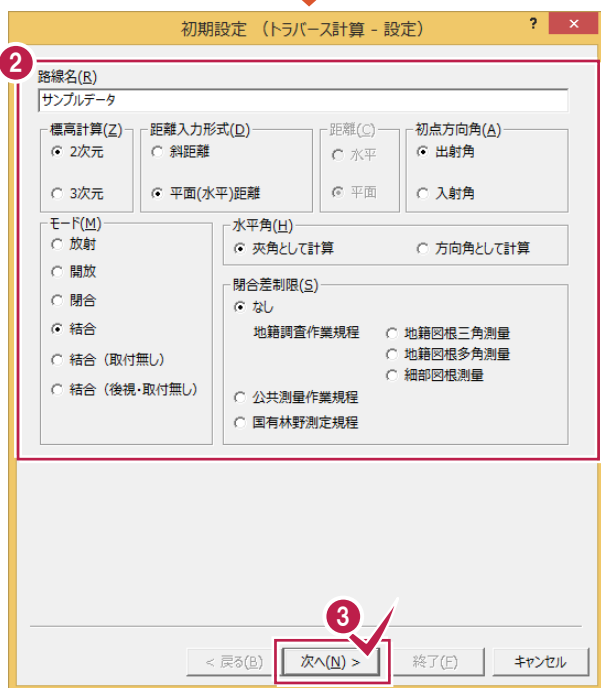 初期設定 （トラバース計算 - 設定）
? ×
2
路線名(R)
サンプルデータ
標高計算(Z)
2次元
3次元
距離入力形式(D)
斜距離
平面(水平)距離
距離(C)
水平
平面
初点方向角(A)
出射角
入射角
モード(M)
放射
開放
閉合
結合
結合（取付無し）
結合（後視・取付無し）
水平角(H)
夾角として計算 方向角として計算
閉合差制限(S)
なし
地籍調査作業規程 地籍図根三角測量
地籍図根多角測量
細部図根測量
公共測量作業規程
国有林野測定規程
3
< 戻る(B) 次へ(N) > 終了(F) キャンセル